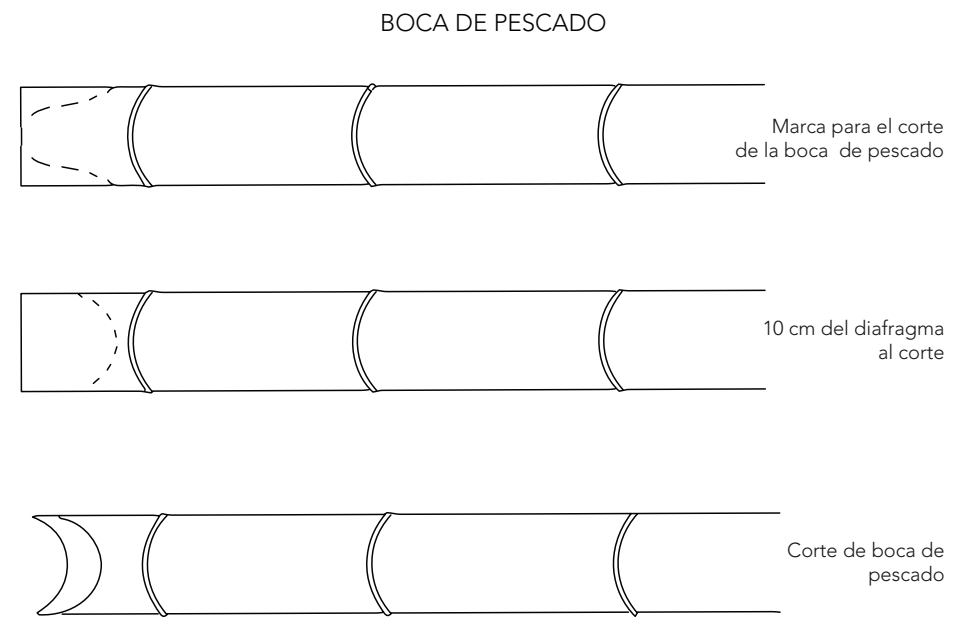 BOCA DE PESCADO
Marca para el corte
de la boca  de pescado
10 cm del diafragma
al corte
Corte de boca de
pescado